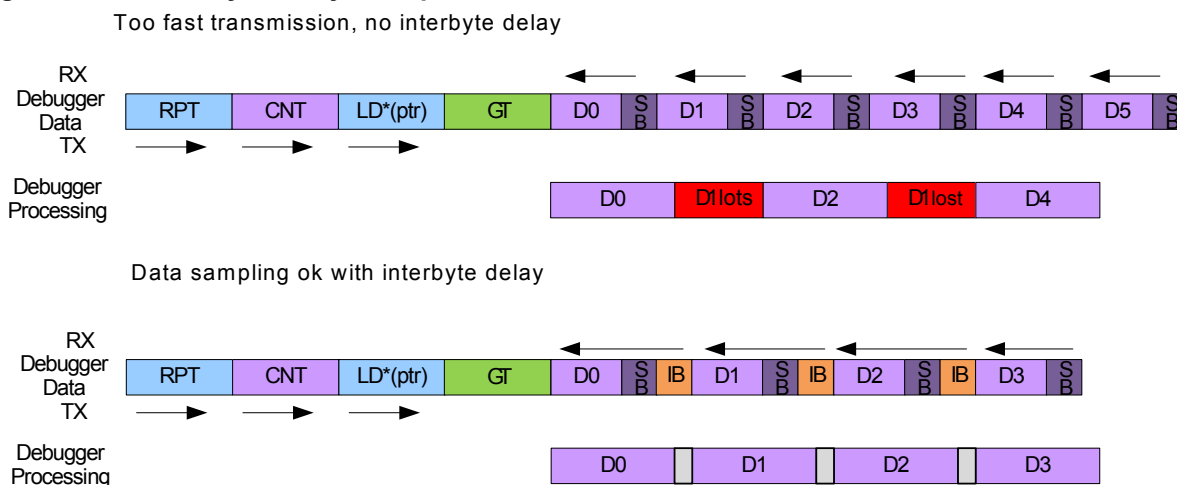 Too fast transmission, no interbyte delay
RX
Debugger
Data
TX
RPT CNT LD*(ptr) GT D0 SB D1 SB D2 SB D3 SB D4 SB D5 SB
Debugger
Processing
D0 D1lots D2 D1lost D4
Data sampling ok with interbyte delay
RX
Debugger
Data
TX
RPT CNT LD*(ptr) GT D0 SB IB D1 SB IB D2 SB IB D3 SB
Debugger
Processing
D0 D1 D2 D3